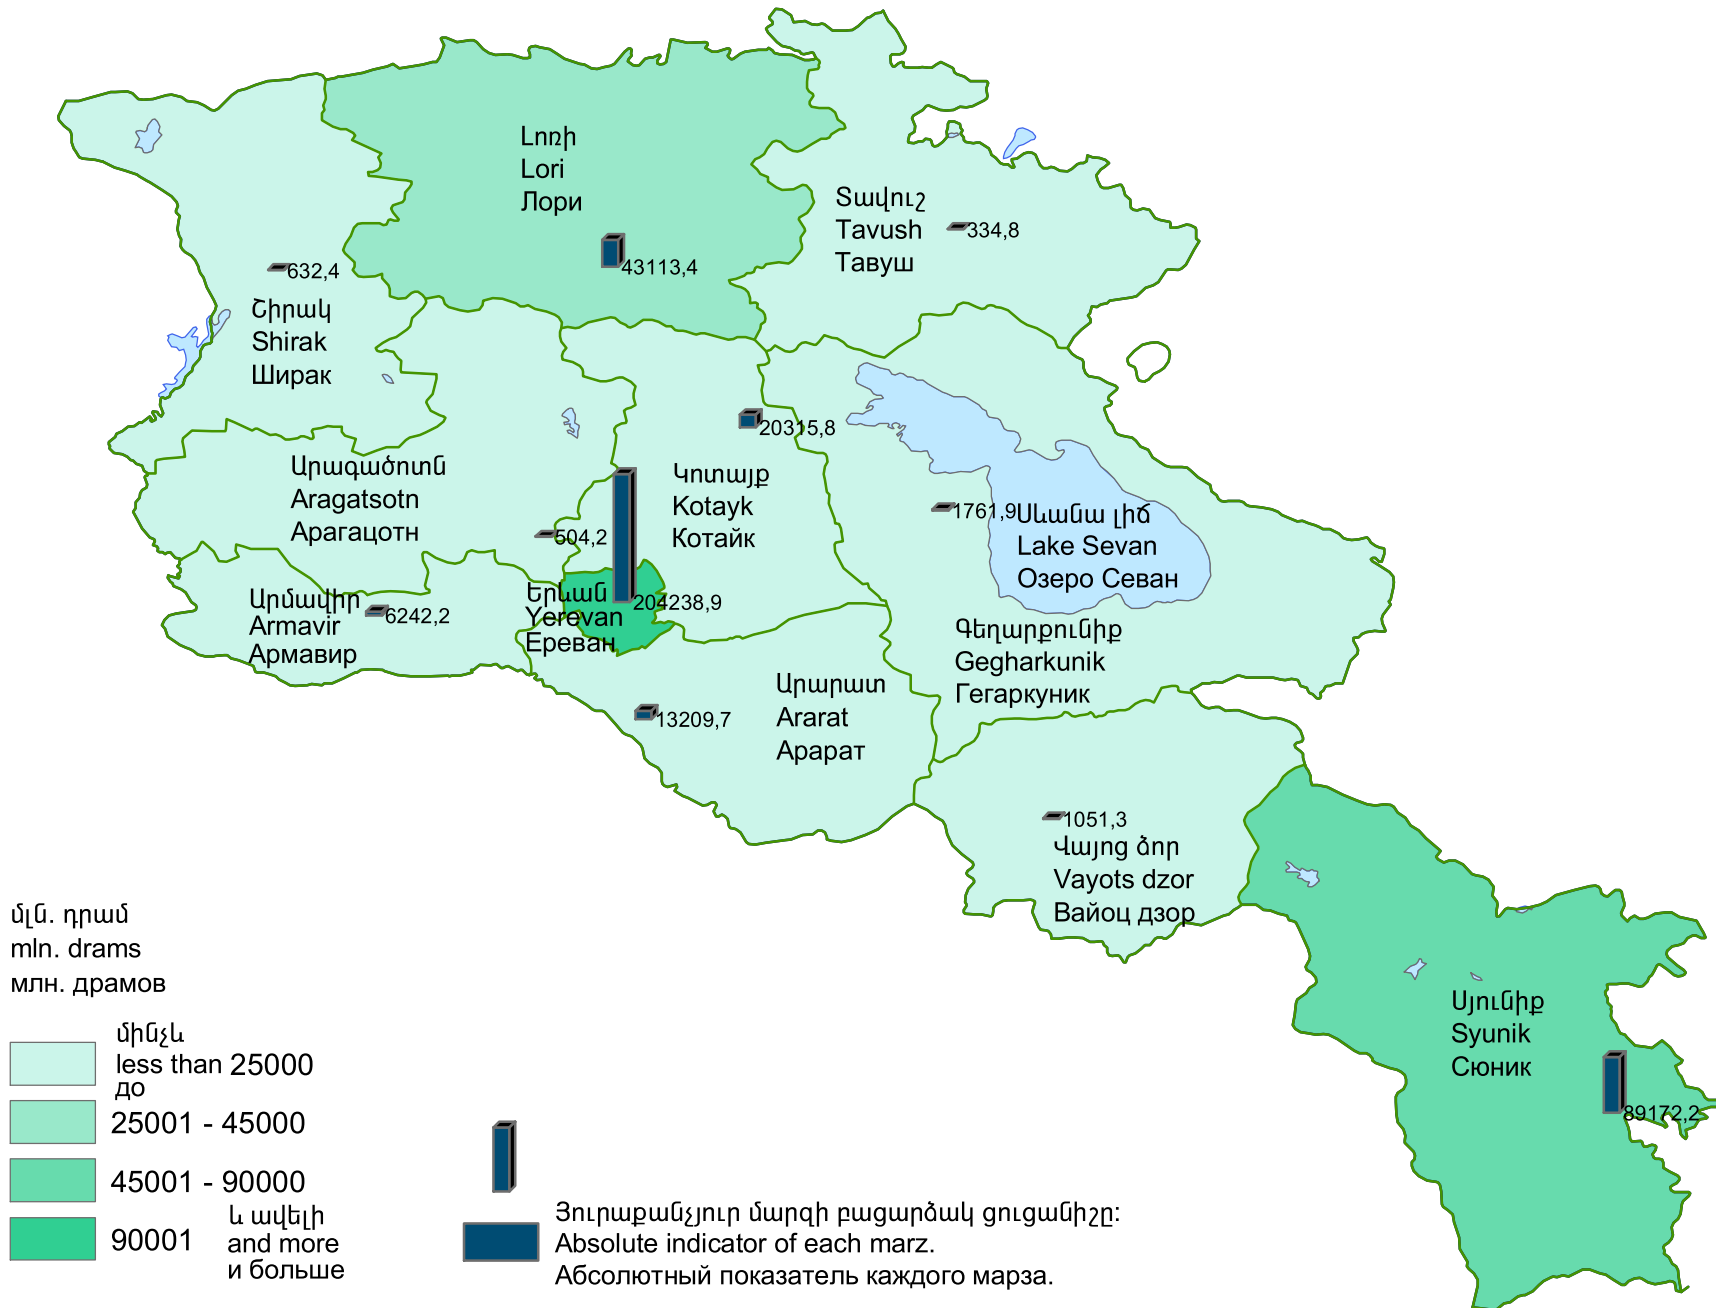 Լոռի
Lori
Лори
43113,4
Տավուշ
Tavush
Тавуш
334,8
632,4
Շիրակ
Shirak
Ширак
20315,8
Կոտայք
Kotayk
Котайк
Արագածոտն
Aragatsotn
Арагацотн
504,2
1761,9
Սևանա լիճ
Lake Sevan
Озеро Севан
Արմավիր
Armavir
Армавир
6242,2
Երևան
Yerevan
Ереван
204238,9
Գեղարքունիք
Gegharkunik
Гегаркуник
13209,7
Արարատ
Ararat
Арарат
1051,3
Վայոց ձոր
Vayots dzor
Вайоц дзор
Սյունիք
Syunik
Сюник
89172,2
մլն. դրամ
mln. drams
млн. драмов
մինչև
less than 25000
до
25001 - 45000
45001 - 90000
90001
և ավելի
and more
и больше
Յուրաքանչյուր մարզի բացարձակ ցուցանիշը:
Absolute indicator of each marz.
Абсолютный показатель каждого марза.